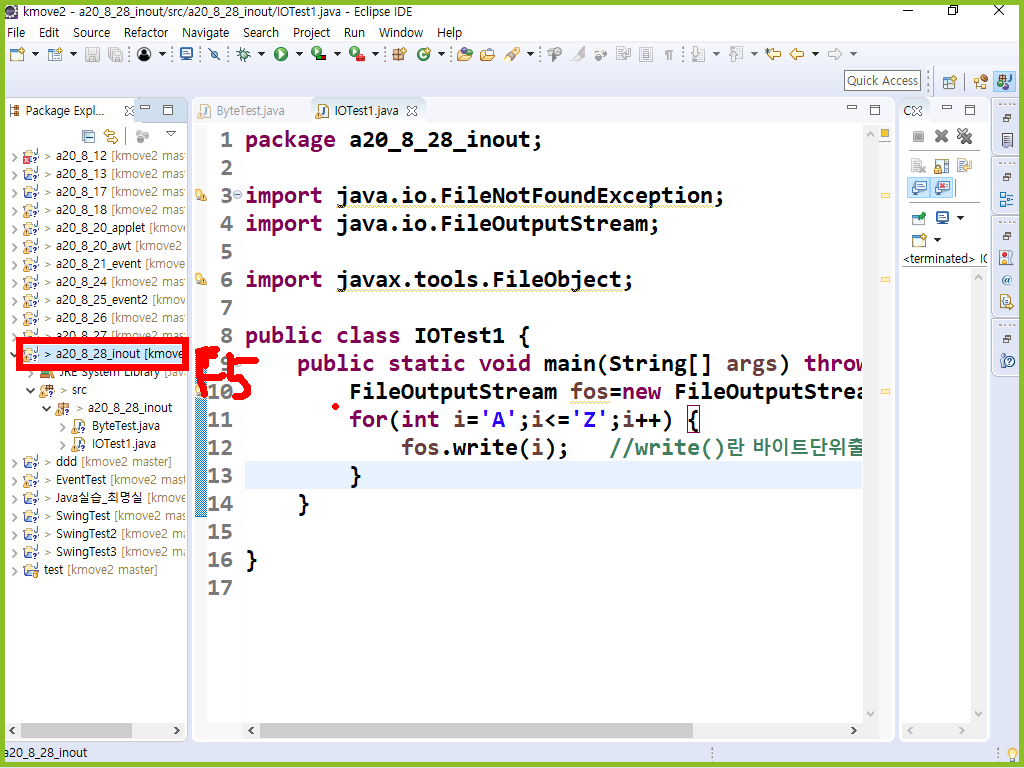 kmove2 - a20_8_28_inout/src/a20_8_28_inout/IOTest1.java - Eclipse IDE
File Edit Source Refactor Navigate Search Project Run Window Help
Quick Access
Package Expl...
ByteTest.java
IOTest1.java
> a20_8_12 [kmove2 mas
> a20_8_13 [kmove2 mas
> a20_8_17 [kmove2 mas
> a20_8_18 [kmove2 mas
> a20_8_20_applet [kmov
> a20_8_20_awt [kmove2
> a20_8_21_event [kmove
> a20_8_24 [kmove2 mas
> a20_8_25_event2 [kmov
> a20_8_26 [kmove2 mas
> a20_8_27 [kmove2 mas
> a20_8_28_inout [kmove
JRE System Library [jav
> src
> a20_8_28_inout
> ByteTest.java
> IOTest1.java
> ddd [kmove2 master]
> EventTest [kmove2 mast
> Java실습_최명실 [kmove
> SwingTest [kmove2 mas
> SwingTest2 [kmove2 ma
> SwingTest3 [kmove2 ma
test [kmove2 master]
F5
1 package a20_8_28_inout;
2
3 import java.io.FileNotFoundException;
4 import java.io.FileOutputStream;
5
6 import javax.tools.FileObject;
7
8 public class IOTest1 {
9 public static void main(String[] args) throw
10 FileOutputStream fos=new FileOutputStrea
11 for(int i='A';i<='Z';i++) {
12 fos.write(i); //write()란 바이트단위출
13 }
14 }
15
16 }
17
<terminated> IO
a20_8_28_inout